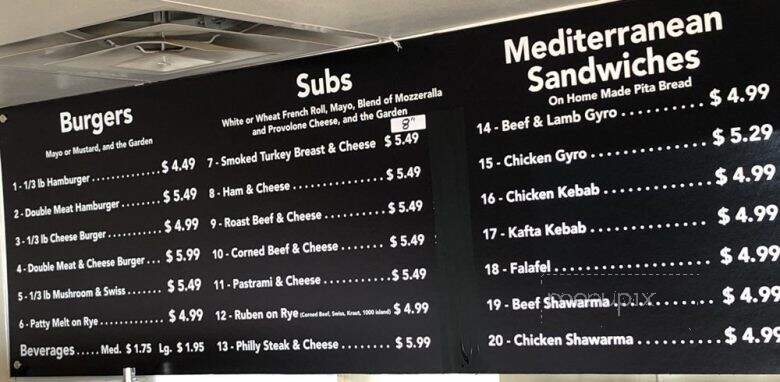 Burgers
Mayo or Mustard, and the Garden
1 - 1/3 lb Hamburger ............. $ 4.49
2 - Double Meat Hamburger ........ $ 5.49
3 - 1/3 lb Cheese Burger .......... $ 4.99
4 - Double Meat & Cheese Burger ... $ 5.99
5 - 1/3 lb Mushroom & Swiss ....... $ 5.49
6 - Patty Melt on Rye ............. $ 4.99
Beverages ..... Med. $ 1.75 Lg. $ 1.95
Subs
White or Wheat French Roll, Mayo, Blend of Mozzeralla
and Provolone Cheese, and the Garden
8"
7 - Smoked Turkey Breast & Cheese $ 5.49
8 - Ham & Cheese ................. $ 5.49
9 - Roast Beef & Cheese .......... $ 5.49
10 - Corned Beef & Cheese ....... $ 5.49
11 - Pastrami & Cheese ............ $ 5.49
12 - Ruben on Rye (Corned Beef, Swiss, Kraut, 1000 island) $ 4.99
13 - Philly Steak & Cheese ........ $ 5.99
Mediterranean
Sandwiches
On Home Made Pita Bread
14 - Beef & Lamb Gyro .......... $ 4.99
15 - Chicken Gyro .............. $ 5.29
16 - Chicken Kebab ............. $ 4.99
17 - Kafta Kebab ............... $ 4.99
18 - Falafel ................... $ 4.99
19 - Beef Shawarma ............. $ 4.99
20 - Chicken Shawarma .......... $ 4.99
menupix